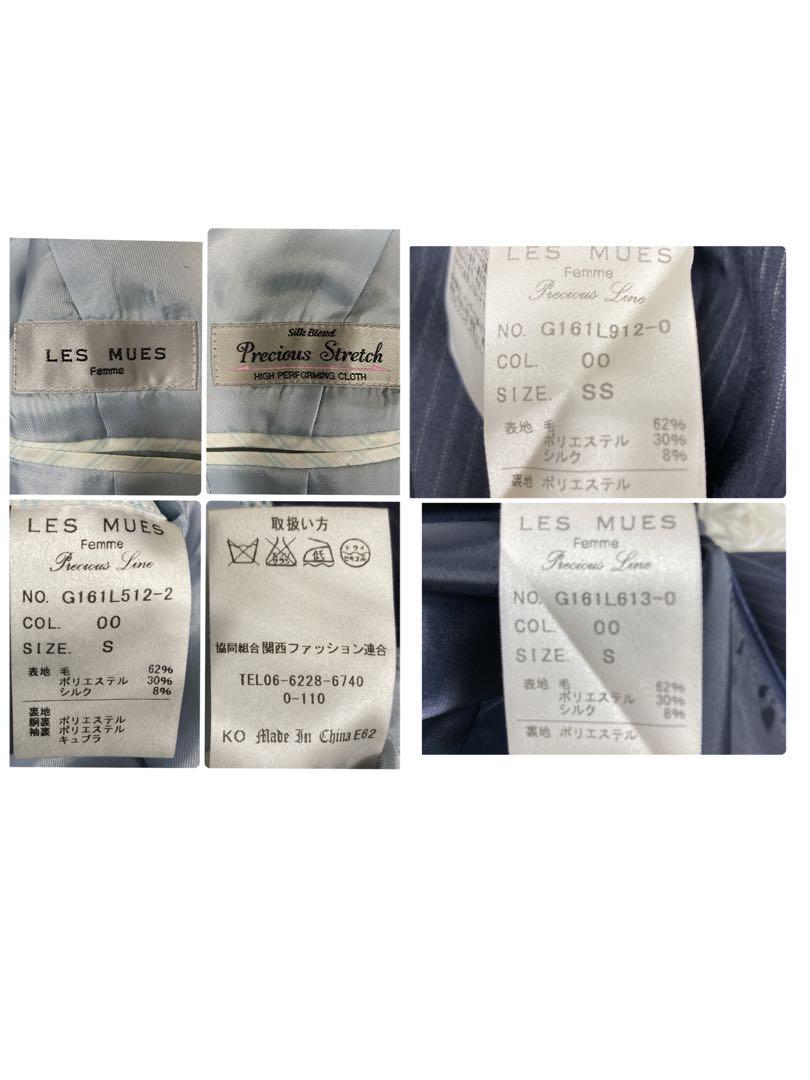 LES MUES
Femme
Silk Blend
Precious Stretch
HIGH PERFORMING CLOTH
LES MUES
Femme
Precious Line
NO. G161L912-0
COL. 00
SIZE. SS
表地 毛 62%
ポリエステル 30%
シルク 8%
裏地 ポリエステル
LES MUES
Femme
Precious Line
NO. G161L512-2
COL. 00
SIZE. S
表地 毛 62%
ポリエステル 30%
シルク 8%
裏地
胴裏 ポリエステル
袖裏 ポリエステル
キュプラ
取扱い方
低
ドライ
セキユ系
協同組合関西ファッション連合
TEL06-6228-6740
0-110
KO Made In China E62
LES MUES
Femme
Precious Line
NO. G161L613-0
COL. 00
SIZE. S
表地 毛 62%
ポリエステル 30%
シルク 8%
裏地 ポリエステル